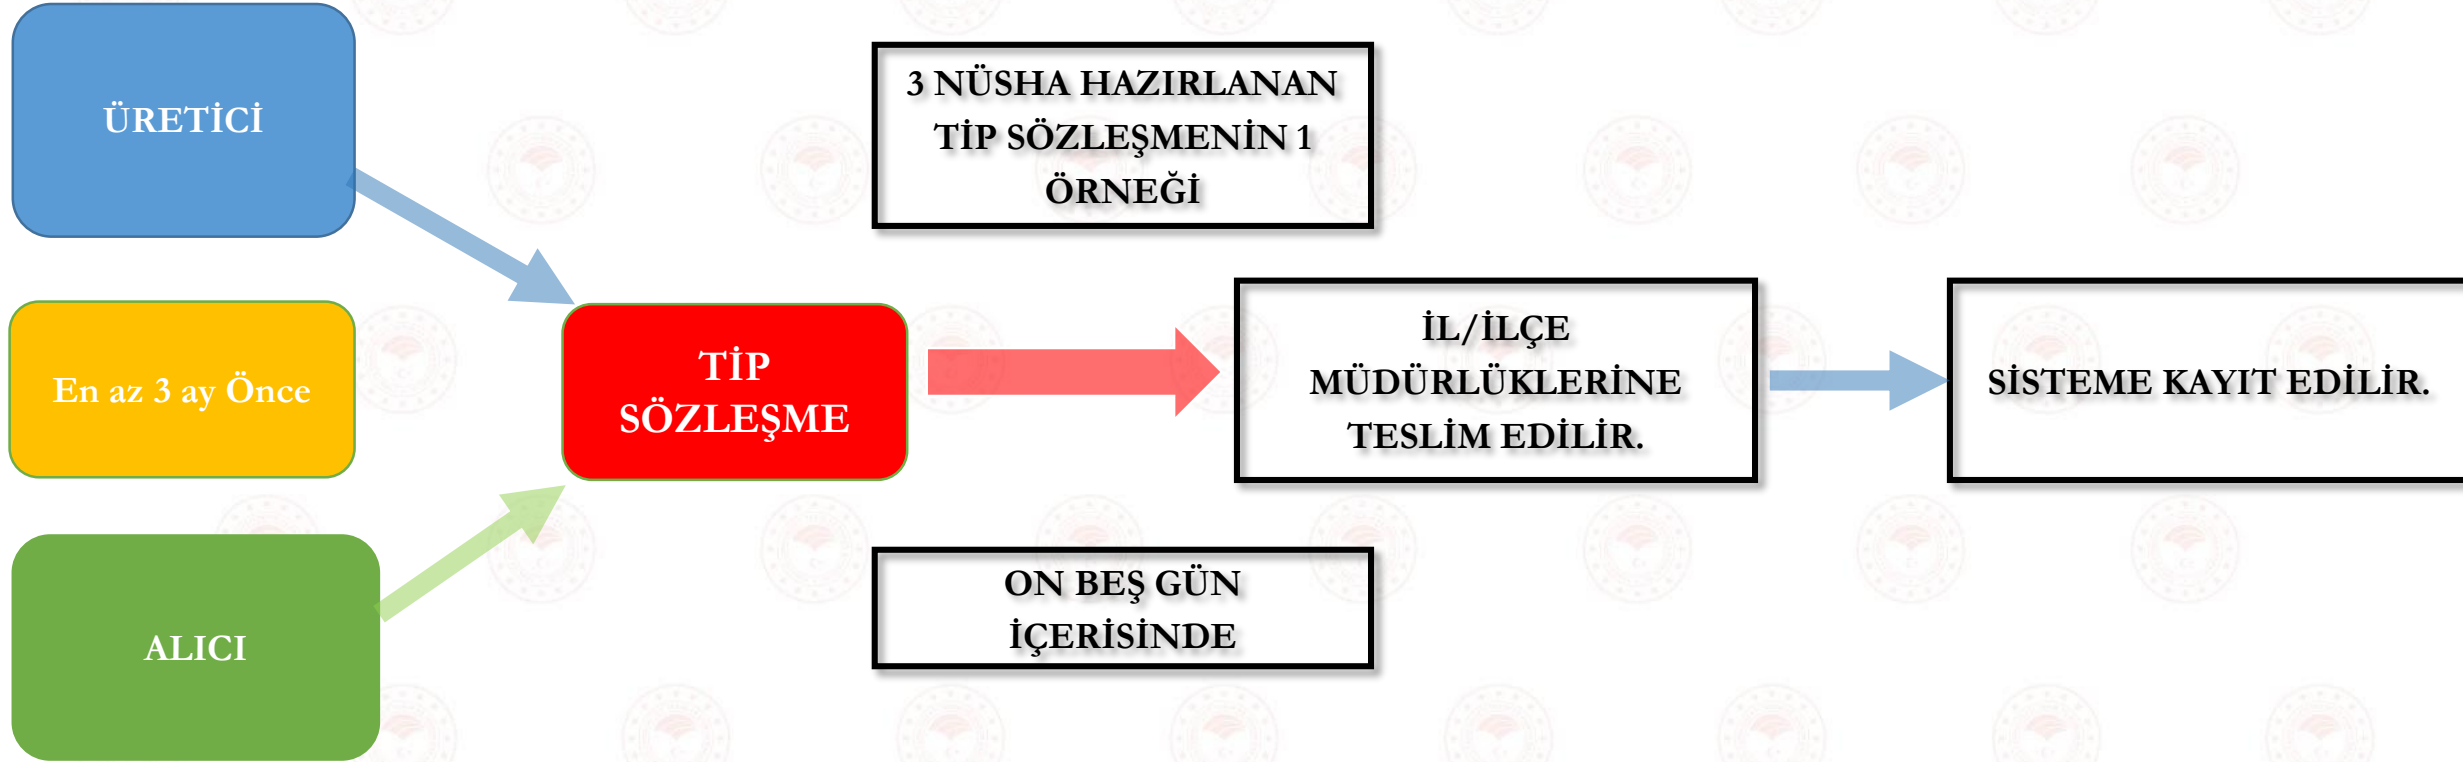 ÜRETİCİ
3 NÜSHA HAZIRLANAN
TİP SÖZLEŞMENİN 1
ÖRNEĞİ
En az 3 ay Önce
TİP
SÖZLEŞME
İL/İLÇE
MÜDÜRLÜKLERİNE
TESLİM EDİLİR.
SİSTEME KAYIT EDİLİR.
ALICI
ON BEŞ GÜN
İÇERİSİNDE